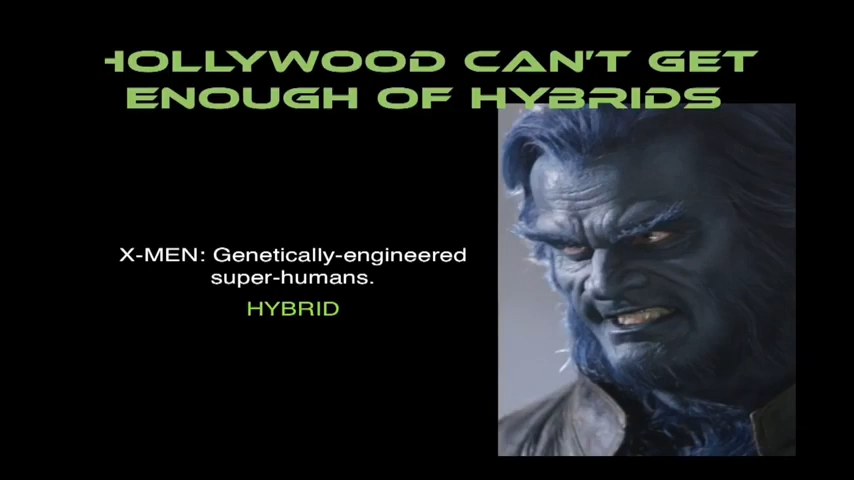 HOLLYWOOD CAN'T GET
ENOUGH OF HYBRIDS
X-MEN: Genetically-engineered
super-humans.
HYBRID